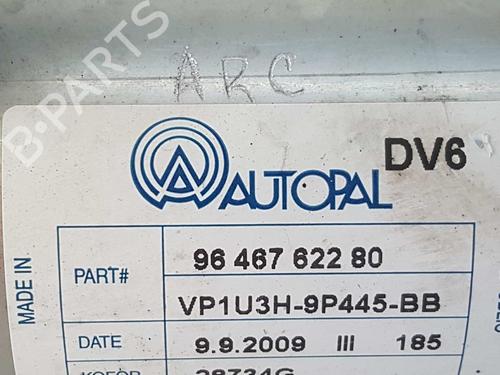 ARC
B-PARTS
DV6
AUTOPAL
MADE IN
PART# 96 467 622 80
VP1U3H-9P445-BB
DATE 9.9.2009 III 185